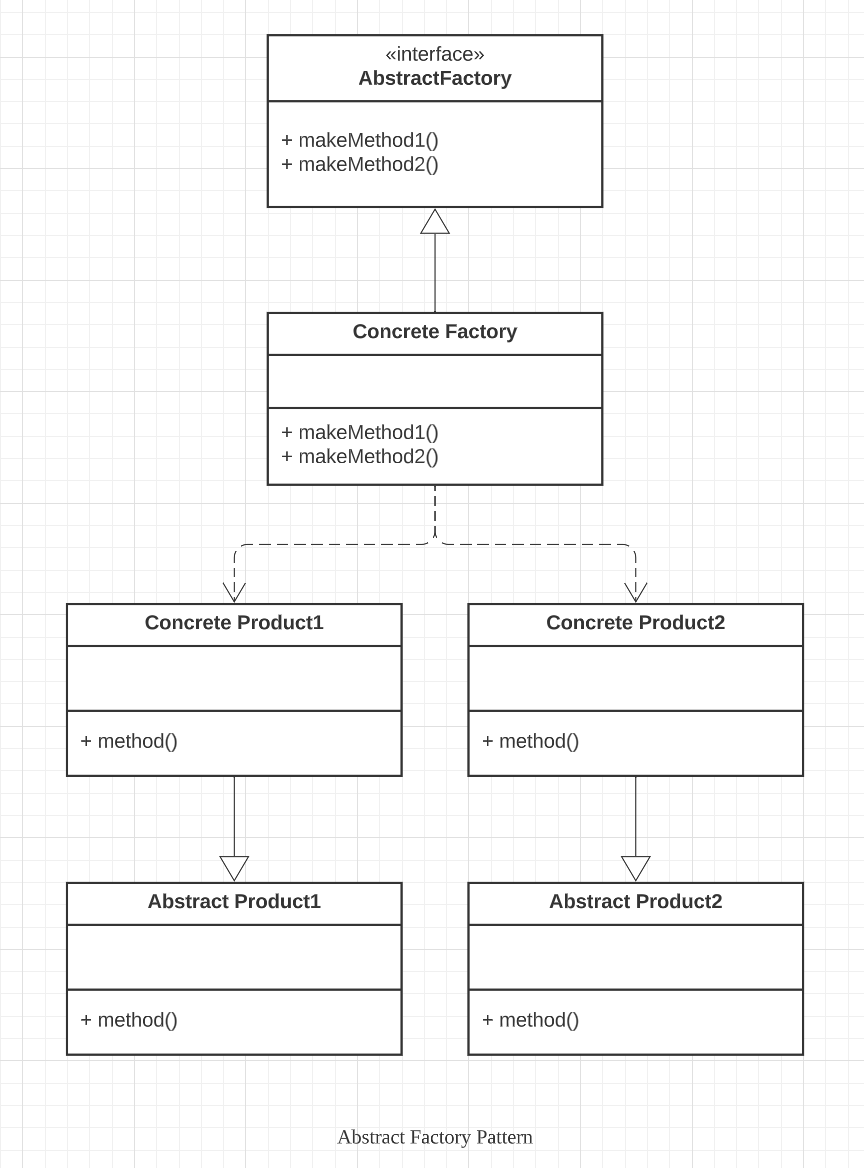 «interface»
AbstractFactory
+ makeMethod1()
+ makeMethod2()
Concrete Factory
+ makeMethod1()
+ makeMethod2()
Concrete Product1
+ method()
Concrete Product2
+ method()
Abstract Product1
+ method()
Abstract Product2
+ method()
Abstract Factory Pattern